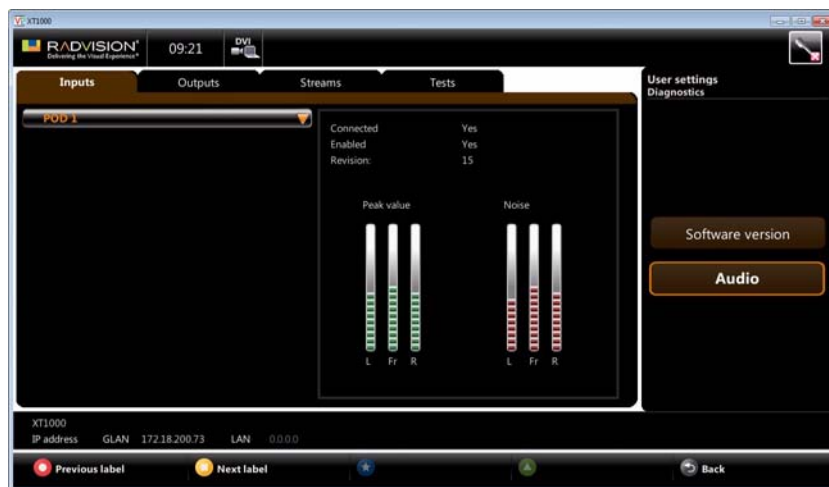 XT1000
RADVISION
Delivering the Visual Experience
09:21
DVI
Inputs
Outputs
Streams
Tests
User settings
Diagnostics
POD 1
Connected Yes
Enabled Yes
Revision: 15
Peak value
Noise
L Fr R
L Fr R
Software version
Audio
XT1000
IP address GLAN 172.18.200.73 LAN 0.0.0.0
Previous label
Next label
Back